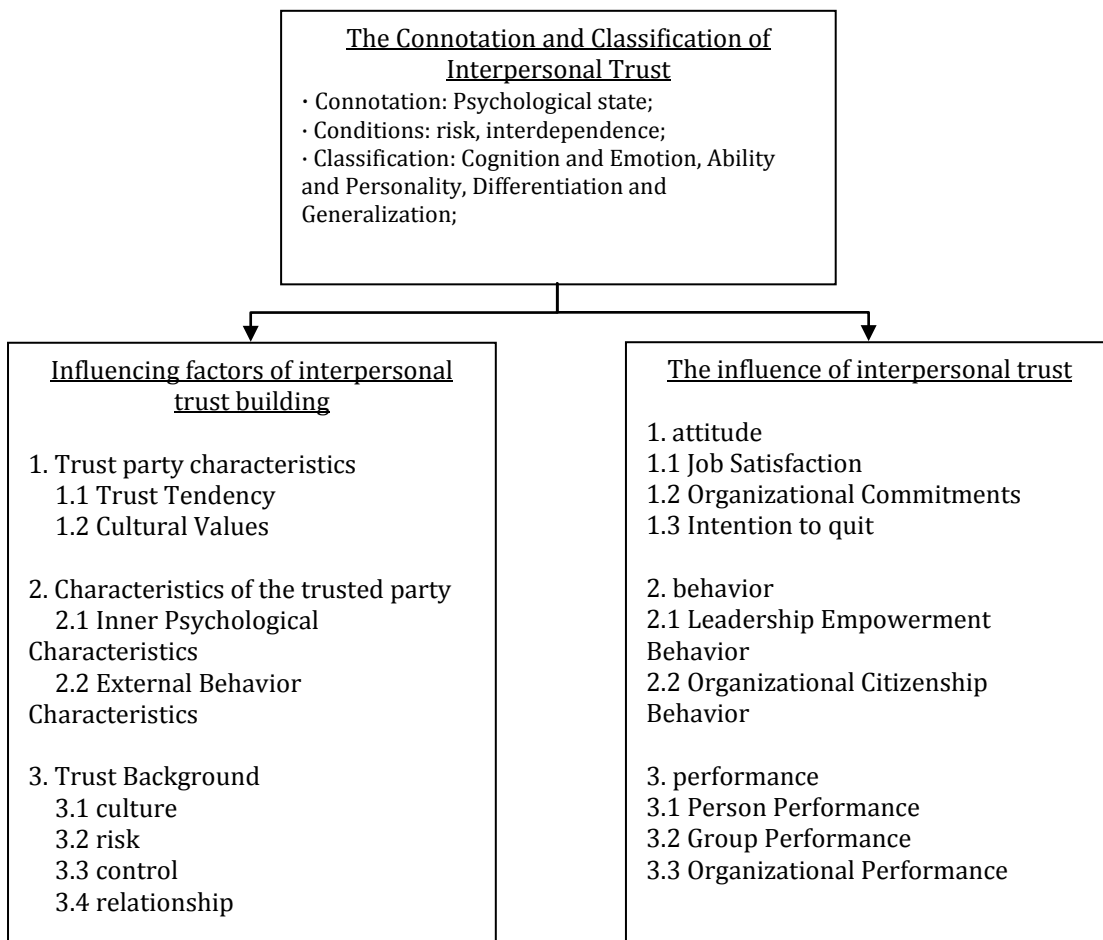 The Connotation and Classification of
Interpersonal Trust
· Connotation: Psychological state;
· Conditions: risk, interdependence;
· Classification: Cognition and Emotion, Ability
and Personality, Differentiation and
Generalization;
Influencing factors of interpersonal
trust building
1. Trust party characteristics
1.1 Trust Tendency
1.2 Cultural Values
2. Characteristics of the trusted party
2.1 Inner Psychological
Characteristics
2.2 External Behavior
Characteristics
3. Trust Background
3.1 culture
3.2 risk
3.3 control
3.4 relationship
The influence of interpersonal trust
1. attitude
1.1 Job Satisfaction
1.2 Organizational Commitments
1.3 Intention to quit
2. behavior
2.1 Leadership Empowerment
Behavior
2.2 Organizational Citizenship
Behavior
3. performance
3.1 Person Performance
3.2 Group Performance
3.3 Organizational Performance